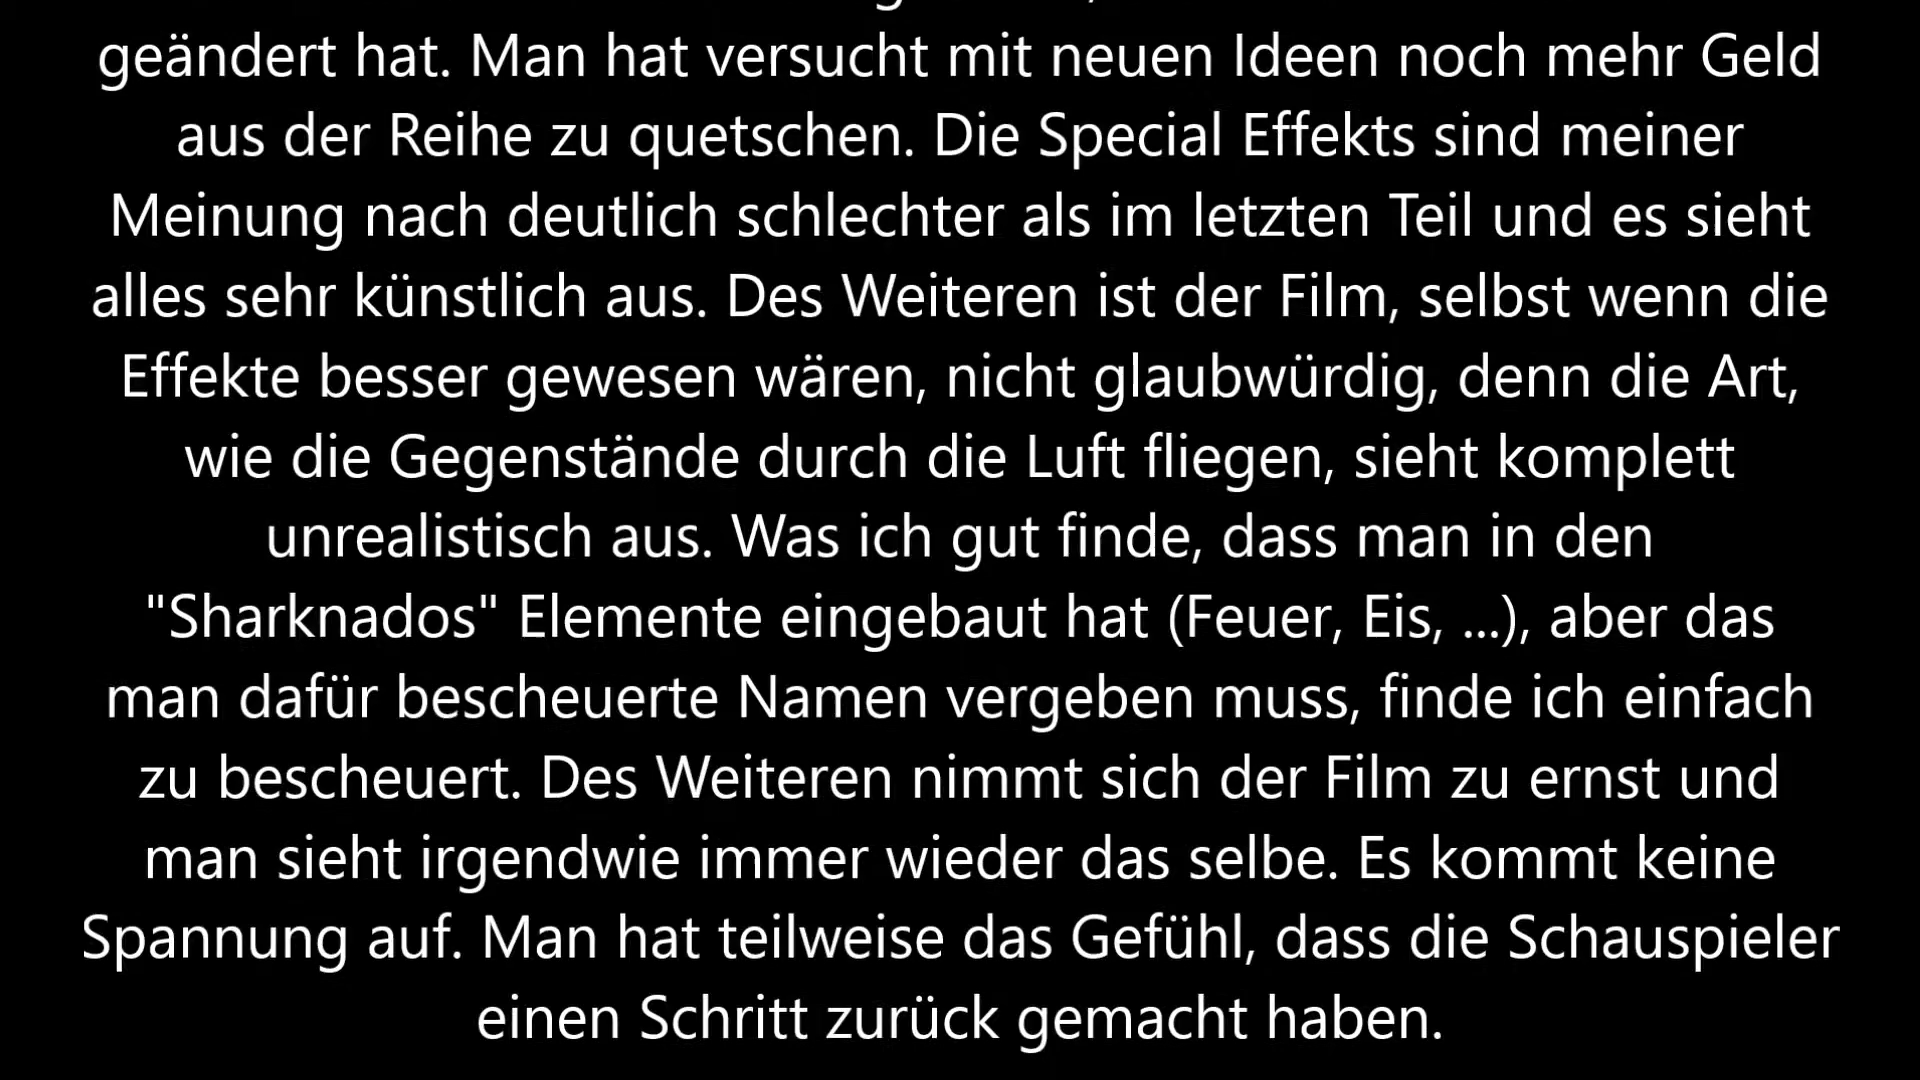 geändert hat. Man hat versucht mit neuen Ideen noch mehr Geld
aus der Reihe zu quetschen. Die Special Effekts sind meiner
Meinung nach deutlich schlechter als im letzten Teil und es sieht
alles sehr künstlich aus. Des Weiteren ist der Film, selbst wenn die
Effekte besser gewesen wären, nicht glaubwürdig, denn die Art,
wie die Gegenstände durch die Luft fliegen, sieht komplett
unrealistisch aus. Was ich gut finde, dass man in den
"Sharknados" Elemente eingebaut hat (Feuer, Eis, ...), aber das
man dafür bescheuerte Namen vergeben muss, finde ich einfach
zu bescheuert. Des Weiteren nimmt sich der Film zu ernst und
man sieht irgendwie immer wieder das selbe. Es kommt keine
Spannung auf. Man hat teilweise das Gefühl, dass die Schauspieler
einen Schritt zurück gemacht haben.